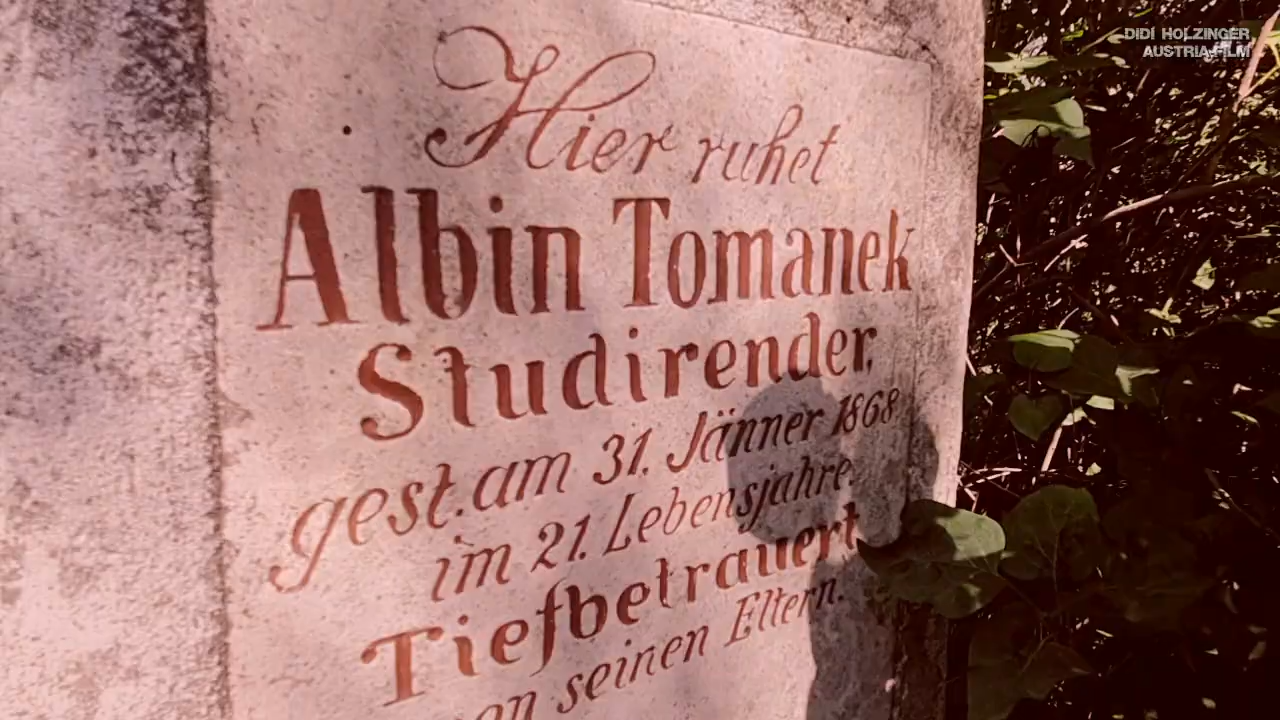 DIDI HOLZINGER
AUSTRIA-FILM
Hier ruhet
Albin Tomanek
Studirender,
gest. am 31. Jänner 1868
im 21. Lebensjahre.
Tiefbetrauert
seinen Eltern.